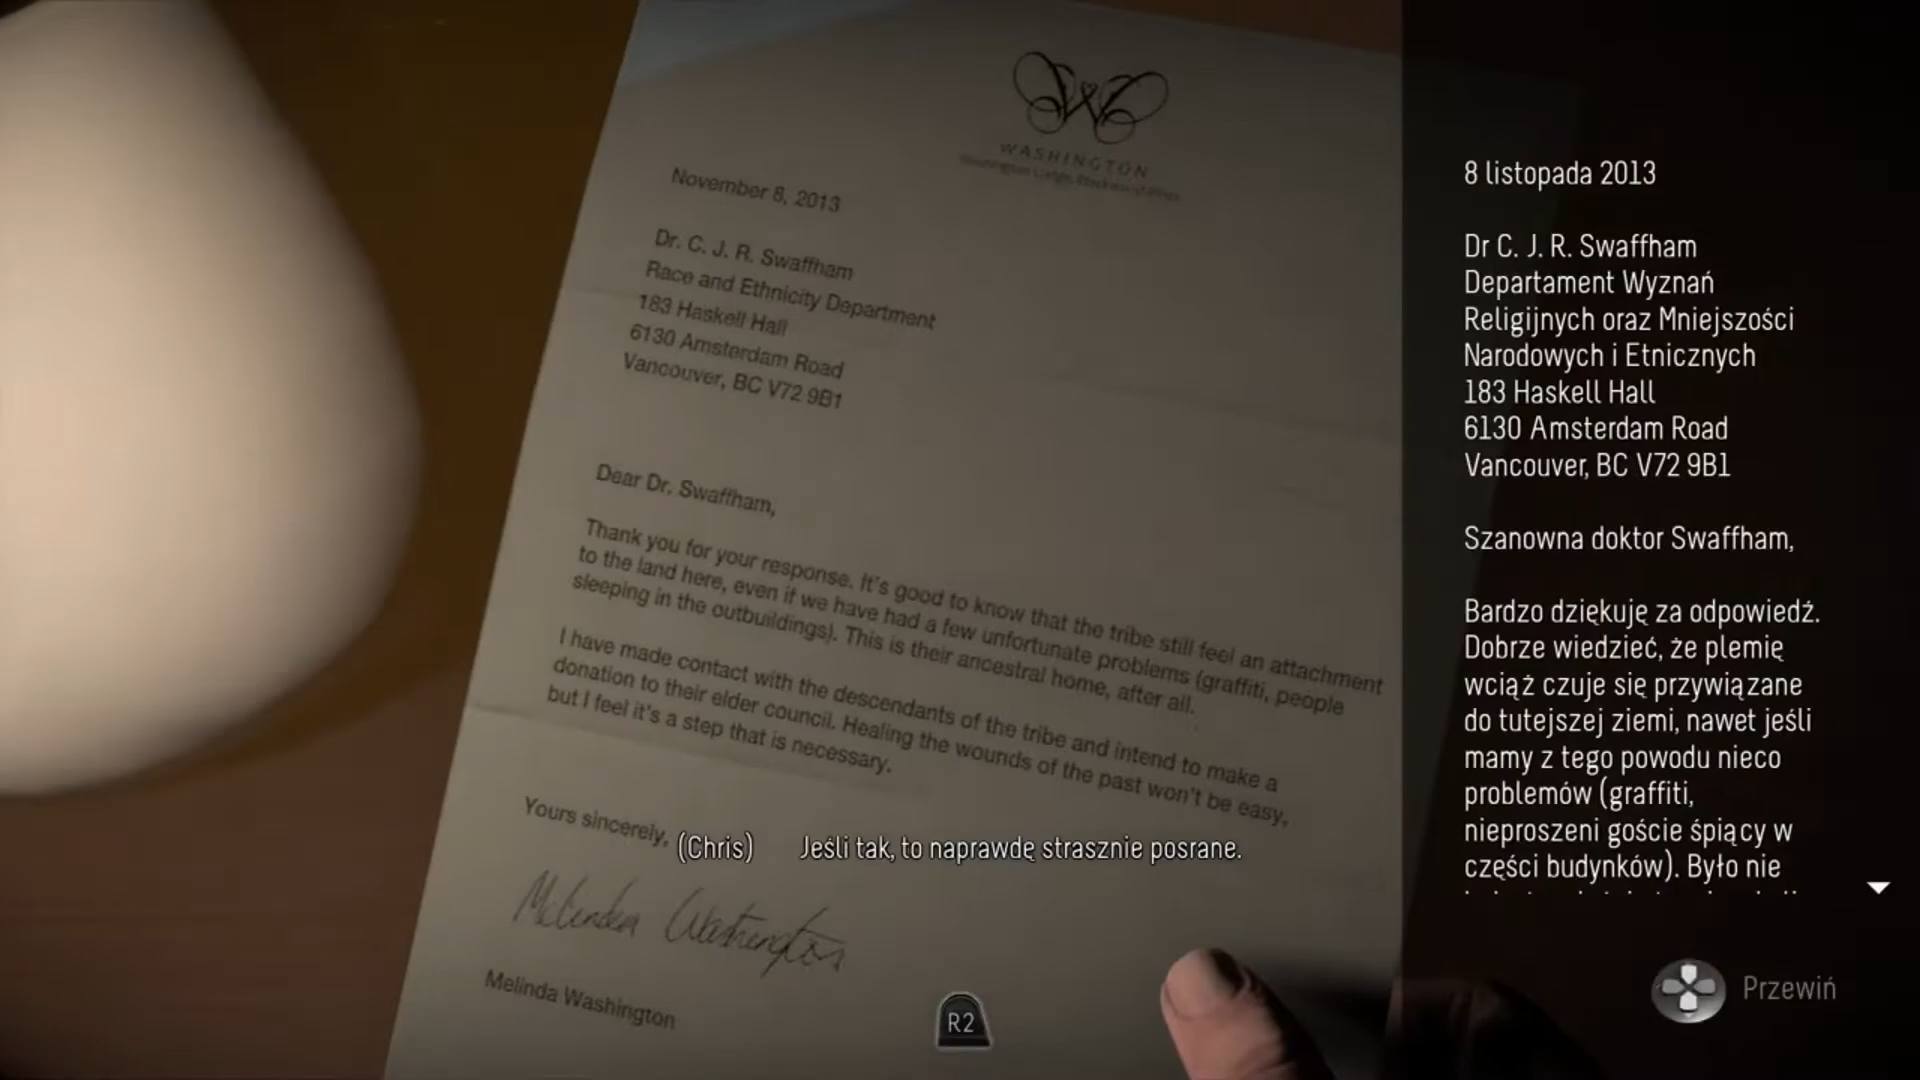 W
WASHINGTON
November 8, 2013
Dr. C. J. R. Swaffham
Race and Ethnicity Department
183 Haskell Hall
6130 Amsterdam Road
Vancouver, BC V72 9B1
Dear Dr. Swaffham,
Thank you for your response. It's good to know that the tribe still feel an attachment
to the land here, even if we have had a few unfortunate problems (graffiti, people
sleeping in the outbuildings). This is their ancestral home, after all.
I have made contact with the descendants of the tribe and intend to make a
donation to their elder council. Healing the wounds of the past won't be easy,
but I feel it's a step that is necessary.
Yours sincerely,
Melinda Washington
Melinda Washington
(Chris) Jeśli tak, to naprawdę strasznie posrane.
R2
8 listopada 2013
Dr C. J. R. Swaffham
Departament Wyznań
Religijnych oraz Mniejszości
Narodowych i Etnicznych
183 Haskell Hall
6130 Amsterdam Road
Vancouver, BC V72 9B1
Szanowna doktor Swaffham,
Bardzo dziękuję za odpowiedź.
Dobrze wiedzieć, że plemię
wciąż czuje się przywiązane
do tutejszej ziemi, nawet jeśli
mamy z tego powodu nieco
problemów (graffiti,
nieproszeni goście śpiący w
części budynków). Było nie
Przewiń